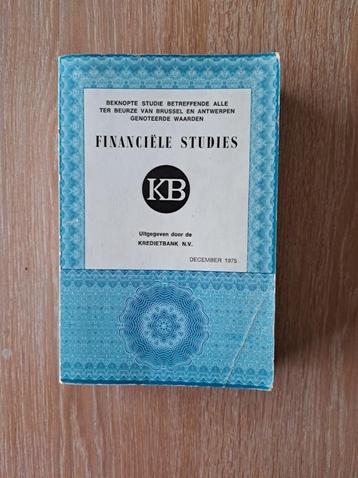 BEKNOPTE STUDIE BETREFFENDE ALLE
TER BEURZE VAN BRUSSEL EN ANTWERPEN
GENOTEERDE WAARDEN
FINANCIËLE STUDIES
KB
Uitgegeven door de
KREDIETBANK N.V.
DECEMBER 1975